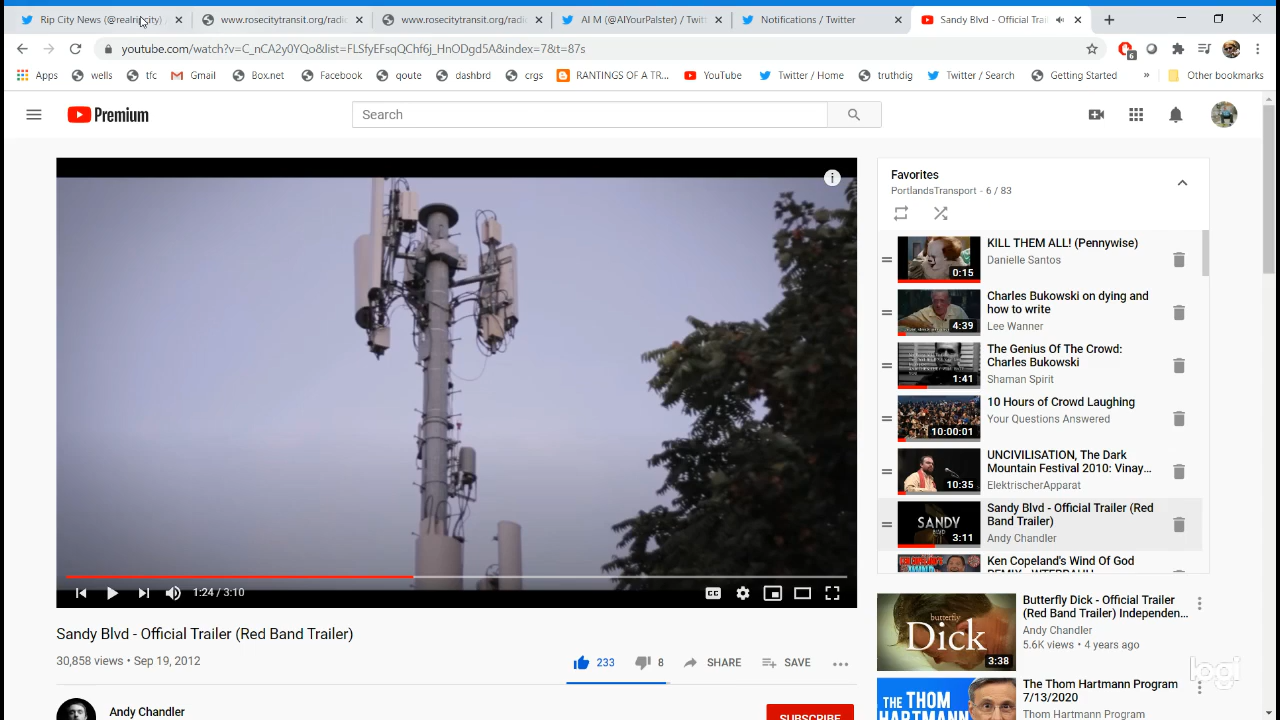 Rip City News (@realripcity) /
www.rosecitytransit.org/radic
www.rosecitytransit.org/radic
Al M (@AlYourPalster) / Twitt
Notifications / Twitter
Sandy Blvd - Official Trail
youtube.com/watch?v=C_nCA2y0YQo&list=FLSfyEFsqQChf6j_HnODgd5A&index=7&t=87s
6
Apps
wells
tfc
Gmail
Box.net
Facebook
qoute
dashbrd
crgs
RANTINGS OF A TR...
YouTube
Twitter / Home
truthdig
Twitter / Search
Getting Started
»
Other bookmarks
Premium
Search
Favorites
PortlandsTransport - 6 / 83
KILL THEM ALL! (Pennywise)
Danielle Santos
0:15
Charles Bukowski on dying and
how to write
Lee Wanner
4:39
The Genius Of The Crowd:
Charles Bukowski
Shaman Spirit
1:41
10 Hours of Crowd Laughing
Your Questions Answered
10:00:01
UNCIVILISATION, The Dark
Mountain Festival 2010: Vinay...
ElektrischerApparat
10:35
SANDY
BLVD
Sandy Blvd - Official Trailer (Red
Band Trailer)
Andy Chandler
3:11
Ken Copeland's Wind Of God
1:24 / 3:10
CC
Sandy Blvd - Official Trailer (Red Band Trailer)
30,858 views • Sep 19, 2012
233
8
SHARE
SAVE
Andy Chandler
SUBSCRIBE
butterfly
Dick
3:38
Butterfly Dick - Official Trailer
(Red Band Trailer) Independen...
Andy Chandler
5.6K views • 4 years ago
logi
THE THOM
HARTMANN
The Thom Hartmann Program
7/13/2020
Thom Hartmann Program